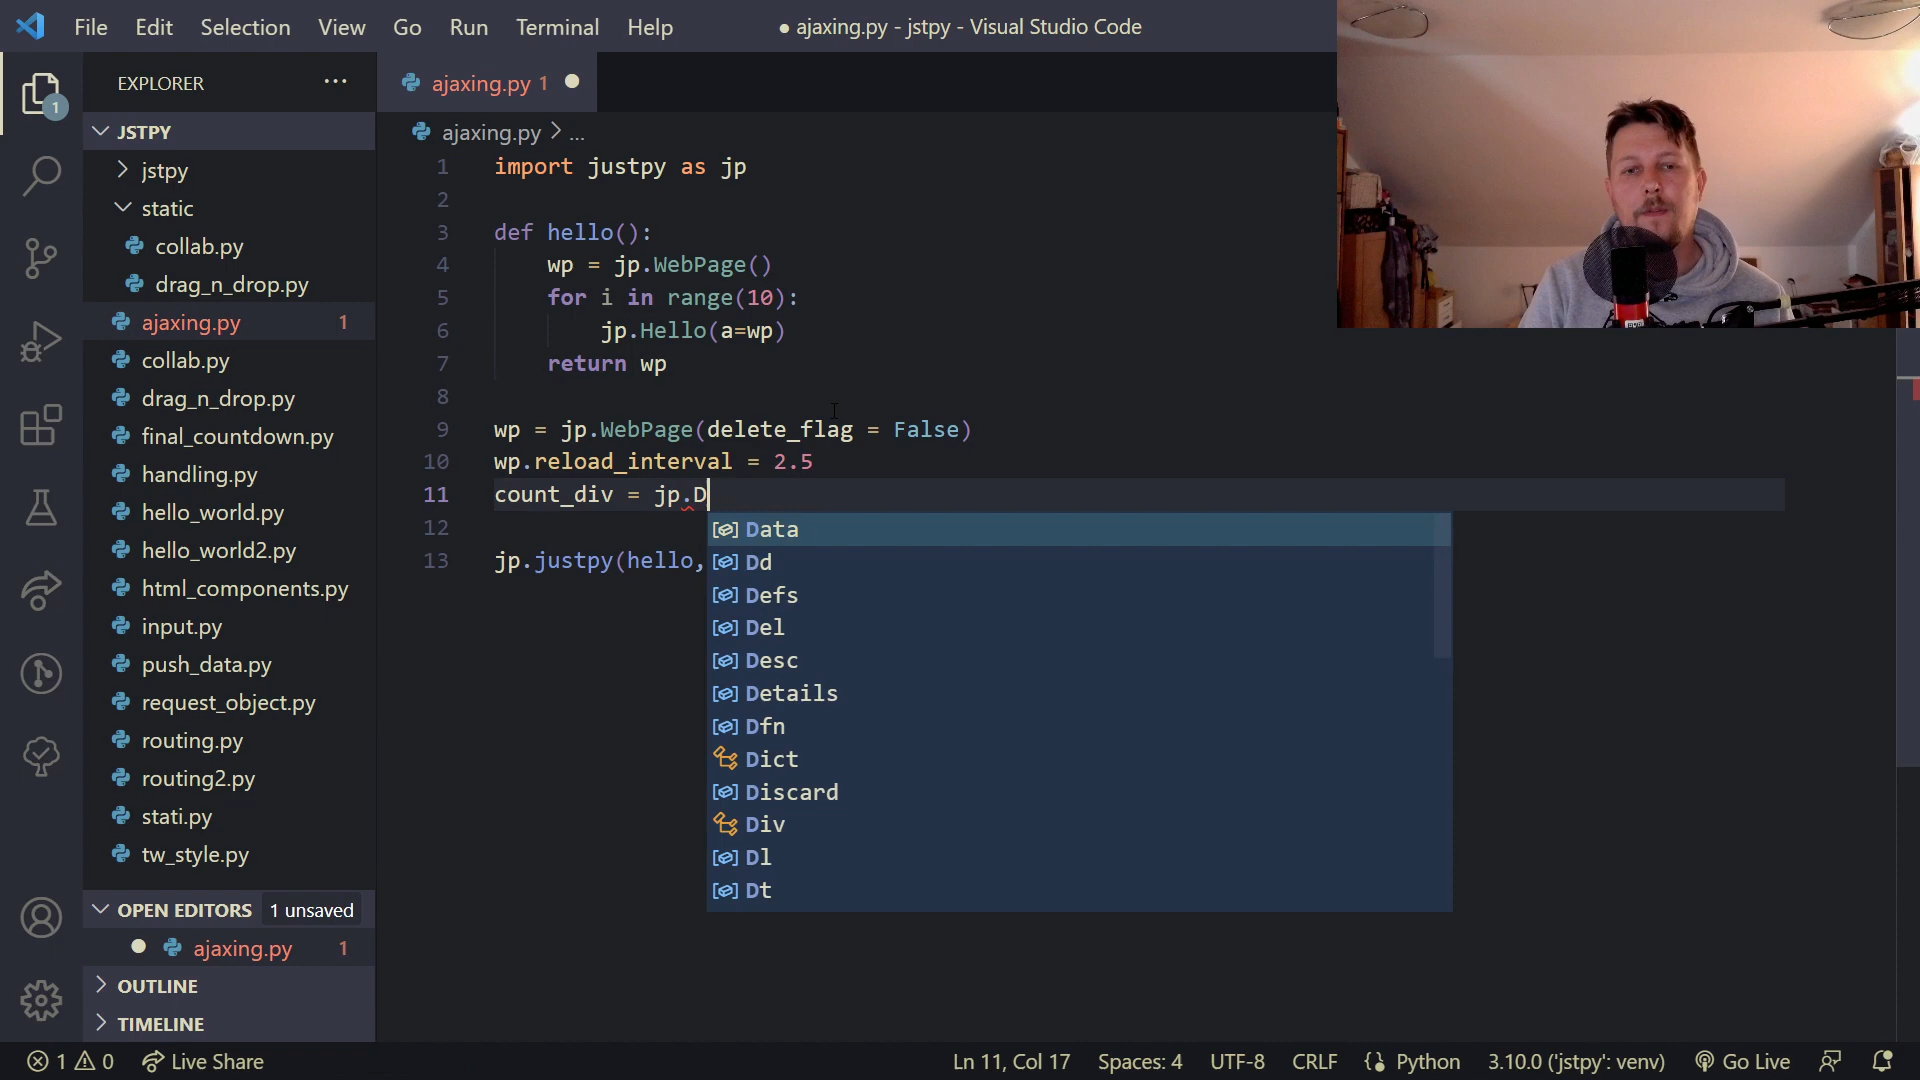 File Edit Selection View Go Run Terminal Help
● ajaxing.py - jstpy - Visual Studio Code
EXPLORER ...
ajaxing.py 1
1
JSTPY
jstpy
static
collab.py
drag_n_drop.py
ajaxing.py 1
collab.py
drag_n_drop.py
final_countdown.py
handling.py
hello_world.py
hello_world2.py
html_components.py
input.py
push_data.py
request_object.py
routing.py
routing2.py
stati.py
tw_style.py
OPEN EDITORS 1 unsaved
ajaxing.py 1
OUTLINE
TIMELINE
ajaxing.py > ...
1 import justpy as jp
2
3 def hello():
4 wp = jp.WebPage()
5 for i in range(10):
6 jp.Hello(a=wp)
7 return wp
8
9 wp = jp.WebPage(delete_flag = False)
10 wp.reload_interval = 2.5
11 count_div = jp.D
12
13 jp.justpy(hello,
Data
Dd
Defs
Del
Desc
Details
Dfn
Dict
Discard
Div
Dl
Dt
1 0 Live Share
Ln 11, Col 17 Spaces: 4 UTF-8 CRLF Python 3.10.0 ('jstpy': venv) Go Live